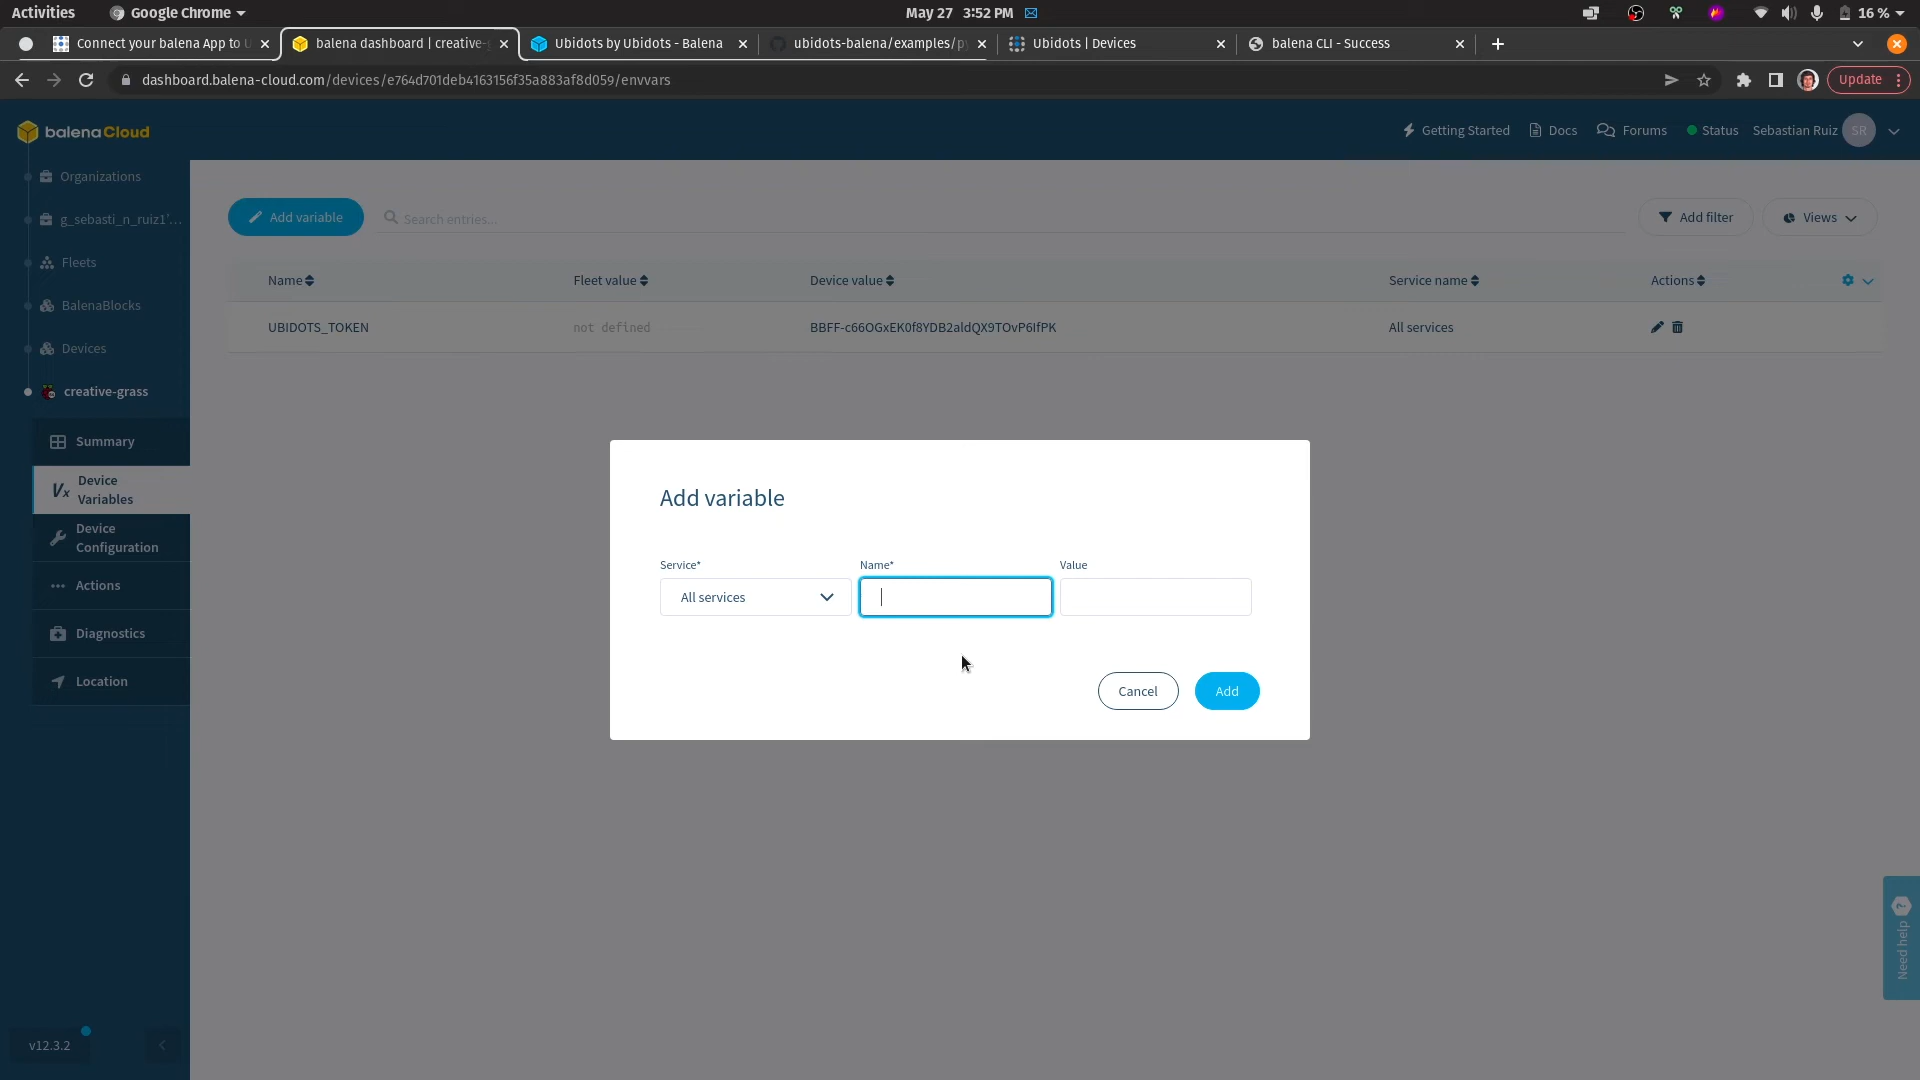 Activities
Google Chrome
May 27 3:52 PM
16 %
Connect your balena App to U
balena dashboard | creative-
Ubidots by Ubidots - Balena
ubidots-balena/examples/p
Ubidots | Devices
balena CLI - Success
dashboard.balena-cloud.com/devices/e764d701deb4163156f35a883af8d059/envvars
Update
balenaCloud
Getting Started
Docs
Forums
Status
Sebastian Ruiz
SR
Organizations
g_sebasti_n_ruiz1'...
Fleets
BalenaBlocks
Devices
creative-grass
Summary
Device
Variables
Device
Configuration
Actions
Diagnostics
Location
v12.3.2
Add variable
Search entries...
Add filter
Views
Name Fleet value Device value Service name Actions
UBIDOTS_TOKEN not defined BBFF-c66OGxEK0f8YDB2aldQX9TOvP6IfPK All services
Add variable
Service* Name* Value
All services
Cancel
Add
Need help